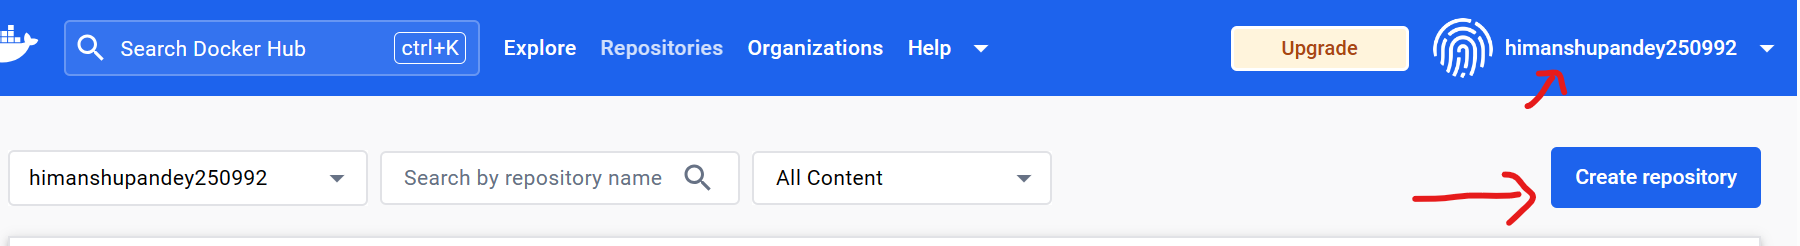 Search Docker Hub ctrl+K Explore Repositories Organizations Help Upgrade himanshupandey250992
himanshupandey250992 Search by repository name All Content Create repository